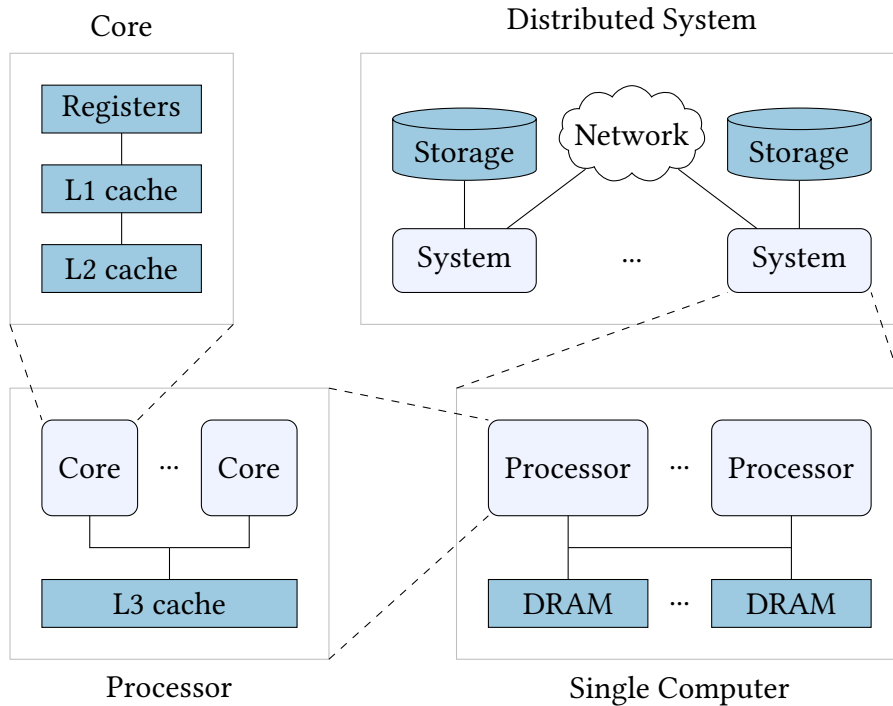 Core
Registers
L1 cache
L2 cache
Distributed System
Storage
Network
Storage
System
...
System
Core
...
Core
L3 cache
Processor
Processor
...
Processor
DRAM
...
DRAM
Single Computer